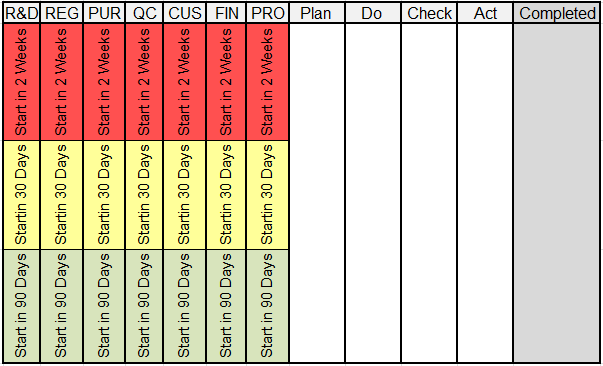 R&D REG PUR QC CUS FIN PRO Plan Do Check Act Completed
Start in 2 Weeks Start in 2 Weeks Start in 2 Weeks Start in 2 Weeks Start in 2 Weeks Start in 2 Weeks Start in 2 Weeks
Startin 30 Days Startin 30 Days Startin 30 Days Startin 30 Days Startin 30 Days Startin 30 Days Startin 30 Days
Start in 90 Days Start in 90 Days Start in 90 Days Start in 90 Days Start in 90 Days Start in 90 Days Start in 90 Days